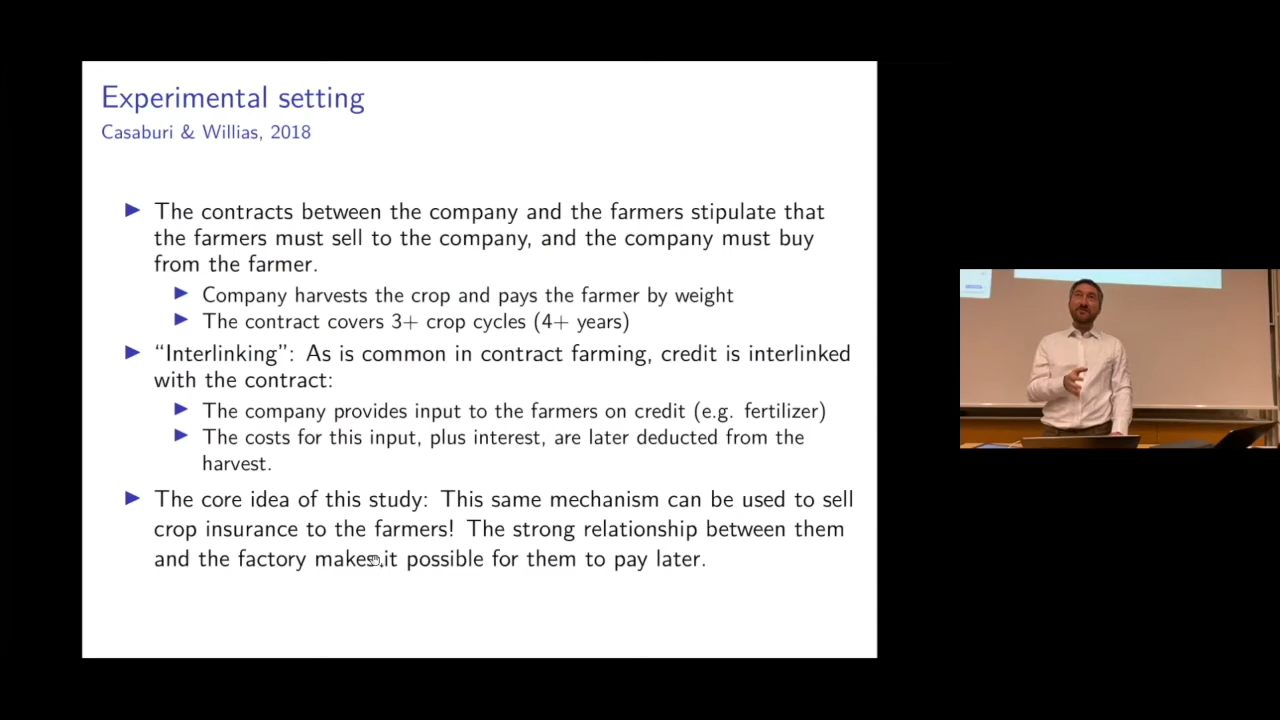 Experimental setting
Casaburi & Willias, 2018
The contracts between the company and the farmers stipulate that
the farmers must sell to the company, and the company must buy
from the farmer.
Company harvests the crop and pays the farmer by weight
The contract covers 3+ crop cycles (4+ years)
“Interlinking”: As is common in contract farming, credit is interlinked
with the contract:
The company provides input to the farmers on credit (e.g. fertilizer)
The costs for this input, plus interest, are later deducted from the
harvest.
The core idea of this study: This same mechanism can be used to sell
crop insurance to the farmers! The strong relationship between them
and the factory makes it possible for them to pay later.